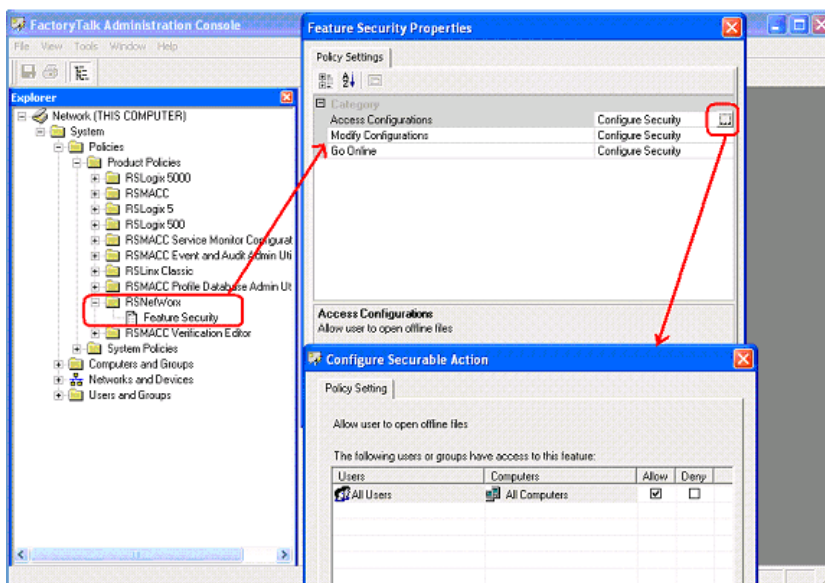 FactoryTalk Administration Console
File View Tools Window Help
Explorer
Network (THIS COMPUTER)
System
Policies
Product Policies
RSLogix 5000
RSMACC
RSLogix 5
RSLogix 500
RSMACC Service Monitor Configurat
RSMACC Event and Audit Admin Uti
RSLinx Classic
RSMACC Profile Database Admin Ut
RSNetWorx
Feature Security
RSMACC Verification Editor
System Policies
Computers and Groups
Networks and Devices
Users and Groups
Feature Security Properties
Policy Settings
Category
Access Configurations Configure Security ...
Modify Configurations Configure Security
Go Online Configure Security
Access Configurations
Allow user to open offline files
Configure Securable Action
Policy Setting
Allow user to open offline files
The following users or groups have access to this feature:
Users Computers Allow Deny
All Users All Computers